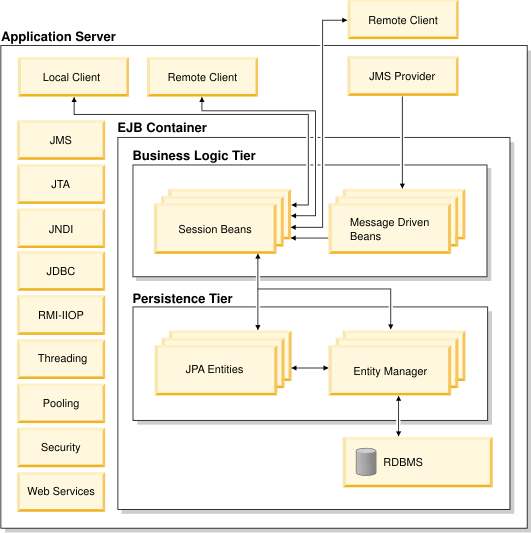 Remote Client
Application Server
Local Client
Remote Client
JMS Provider
JMS
EJB Container
Business Logic Tier
JTA
JNDI
Session Beans
Message Driven
Beans
JDBC
Persistence Tier
RMI-IIOP
Threading
JPA Entities
Entity Manager
Pooling
Security
RDBMS
Web Services